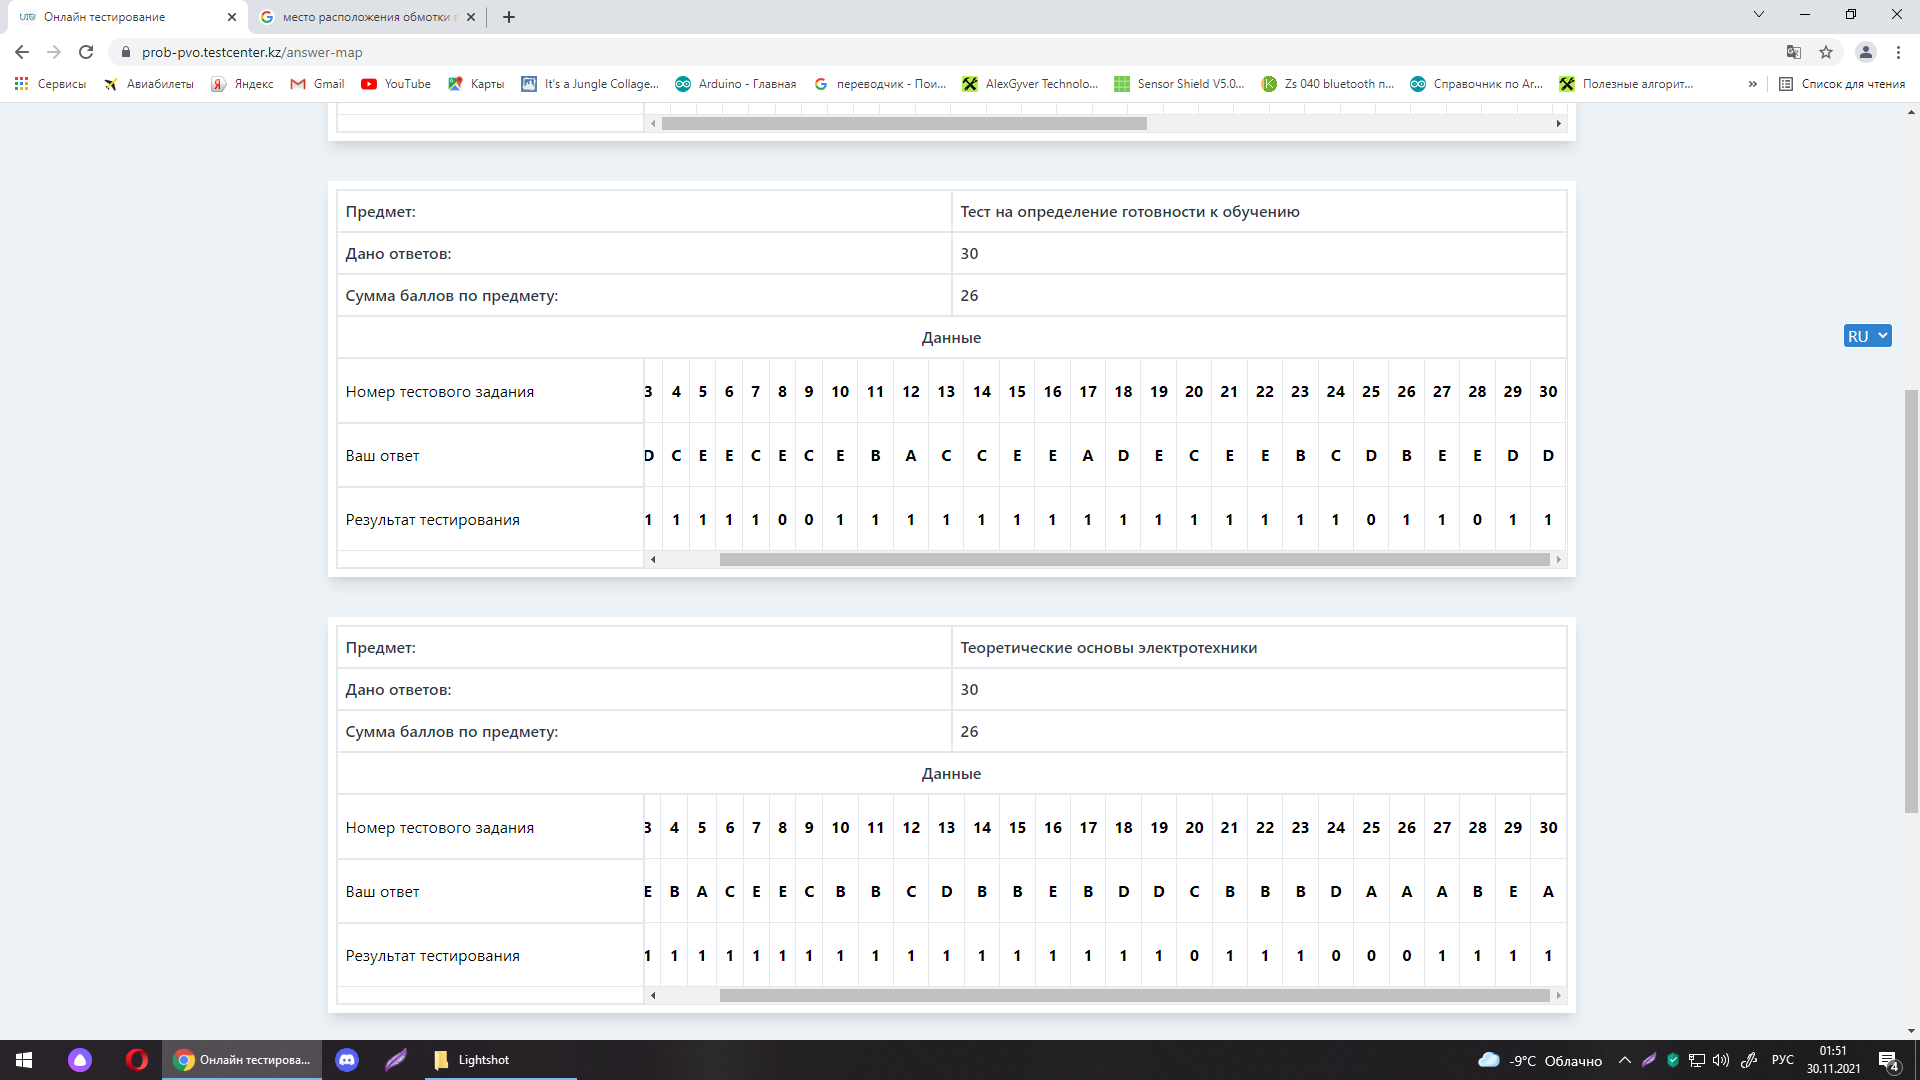 Онлайн тестирование
место расположения обмотки
prob-pvo.testcenter.kz/answer-map
Сервисы Авиабилеты Яндекс Gmail YouTube Карты It's a Jungle Collage... Arduino - Главная переводчик - Пои... AlexGyver Technolo... Sensor Shield V5.0... Zs 040 bluetooth п... Справочник по Ar... Полезные алгорит... » Список для чтения
Предмет: Тест на определение готовности к обучению
Дано ответов: 30
Сумма баллов по предмету: 26
Данные
Номер тестового задания 3 4 5 6 7 8 9 10 11 12 13 14 15 16 17 18 19 20 21 22 23 24 25 26 27 28 29 30
Ваш ответ D C E E C E C E B A C C E E A D E C E E B C D B E E D D
Результат тестирования 1 1 1 1 1 0 0 1 1 1 1 1 1 1 1 1 1 1 1 1 1 1 0 1 1 0 1 1
RU
Предмет: Теоретические основы электротехники
Дано ответов: 30
Сумма баллов по предмету: 26
Данные
Номер тестового задания 3 4 5 6 7 8 9 10 11 12 13 14 15 16 17 18 19 20 21 22 23 24 25 26 27 28 29 30
Ваш ответ E B A C E E C B B C D B B E B D D C B B B D A A A B E A
Результат тестирования 1 1 1 1 1 1 1 1 1 1 1 1 1 1 1 1 1 0 1 1 1 0 0 0 1 1 1 1
Онлайн тестирова... Lightshot -9°C Облачно РУС 01:51
30.11.2021 4